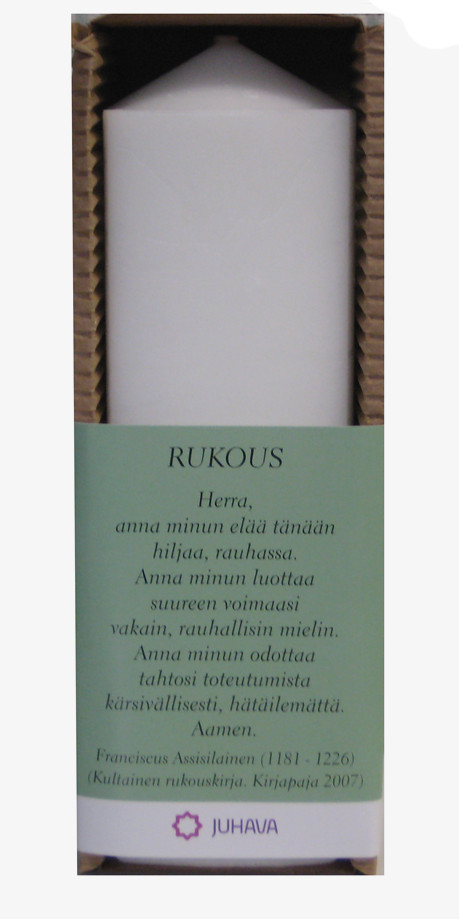 RUKOUS
Herra,
anna minun elää tänään
hiljaa, rauhassa.
Anna minun luottaa
suureen voimaasi
vakain, rauhallisin mielin.
Anna minun odottaa
tahtosi toteutumista
kärsivällisesti, hätäilemättä.
Aamen.
Franciscus Assisilainen (1181 - 1226)
(Kultainen rukouskirja. Kirjapaja 2007)
JUHAVA